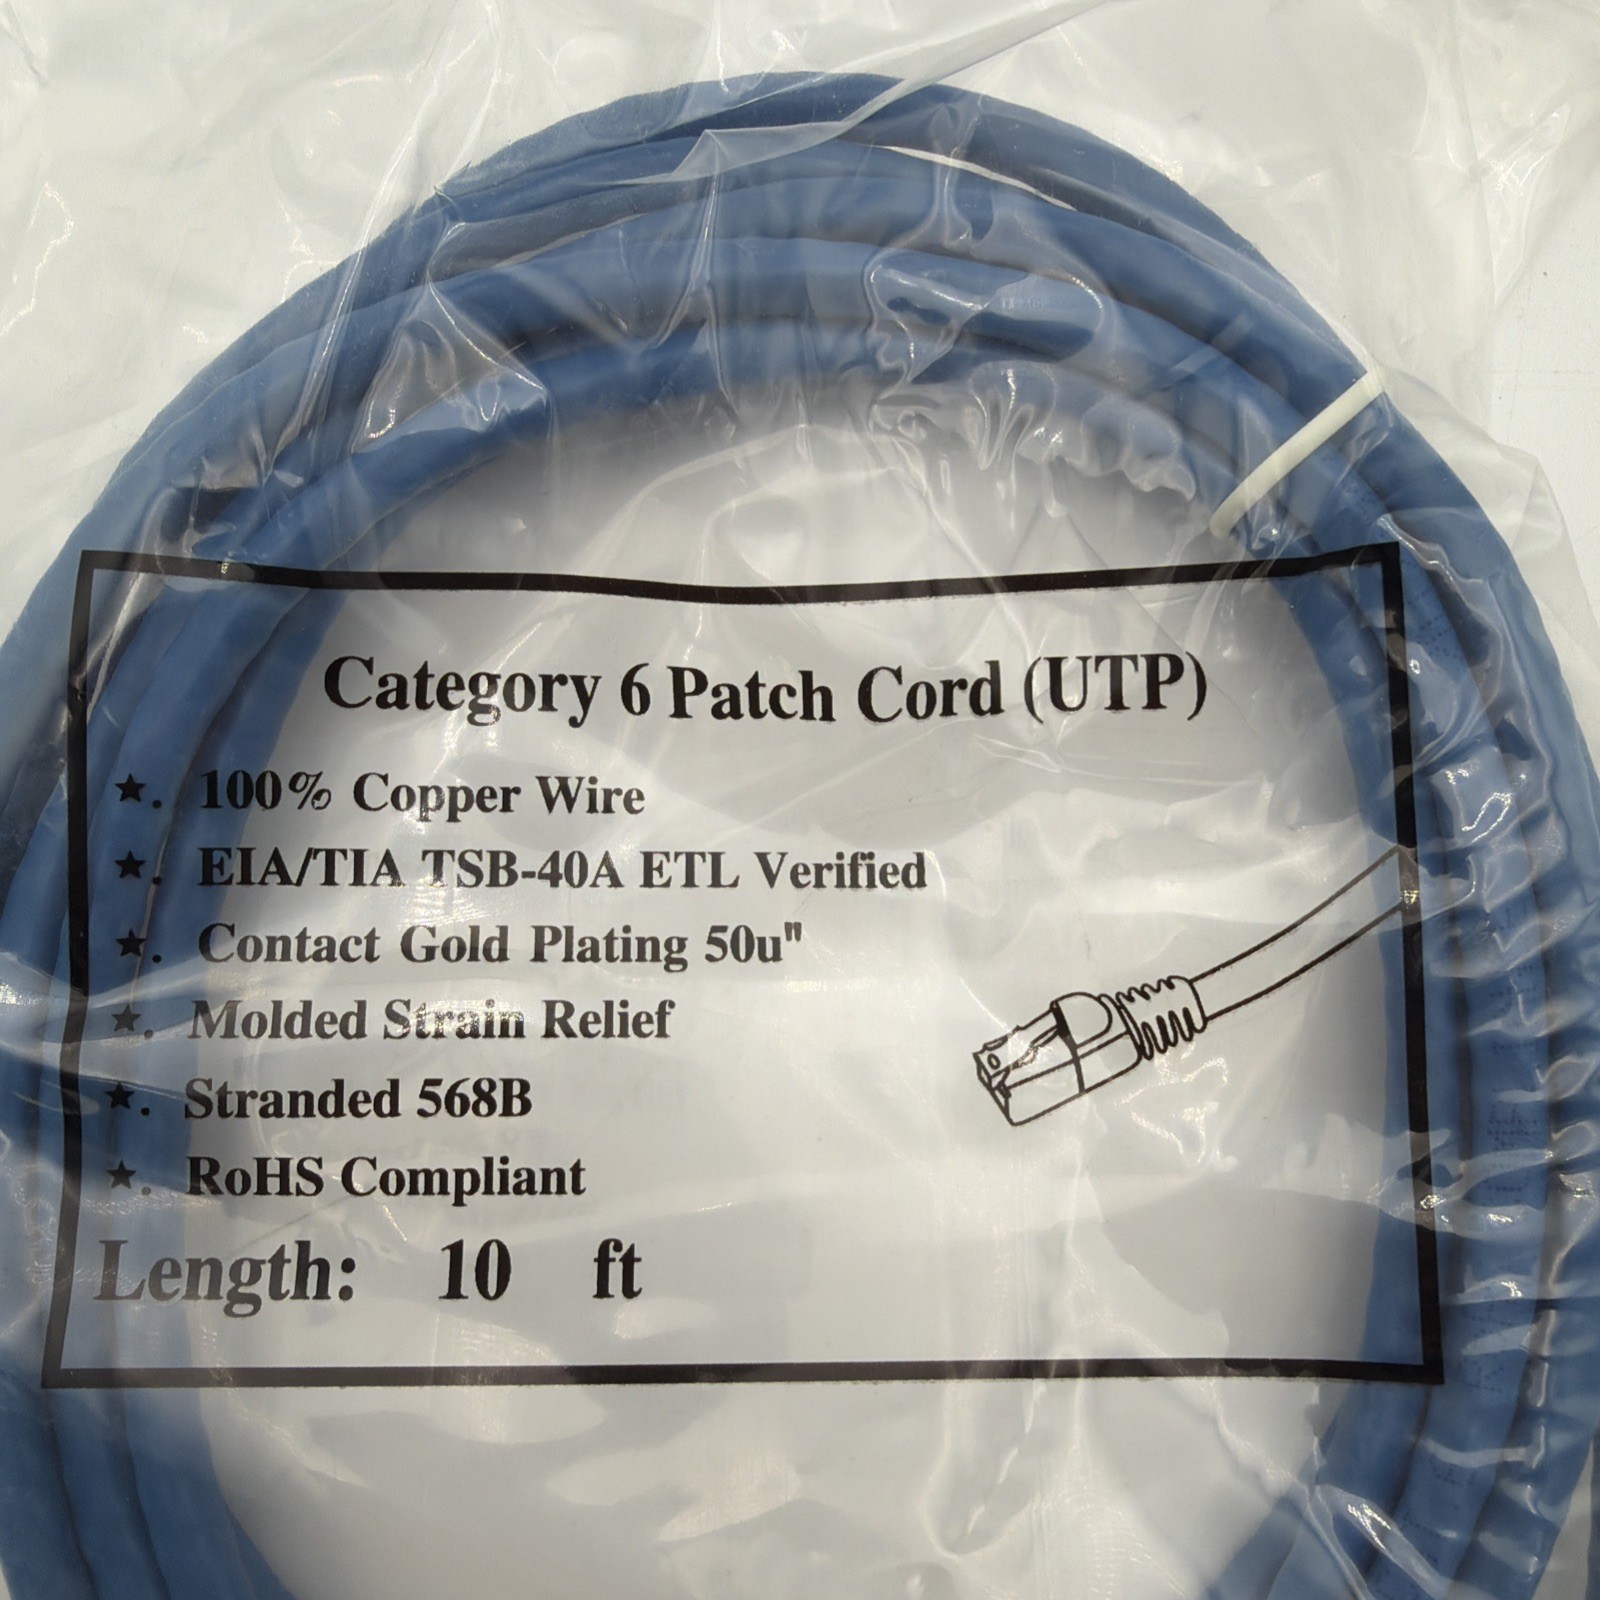 Category 6 Patch Cord (UTP)
★. 100% Copper Wire
★. EIA/TIA TSB-40A ETL Verified
★. Contact Gold Plating 50u"
★. Molded Strain Relief
★. Stranded 568B
★. RoHS Compliant
Length: 10 ft